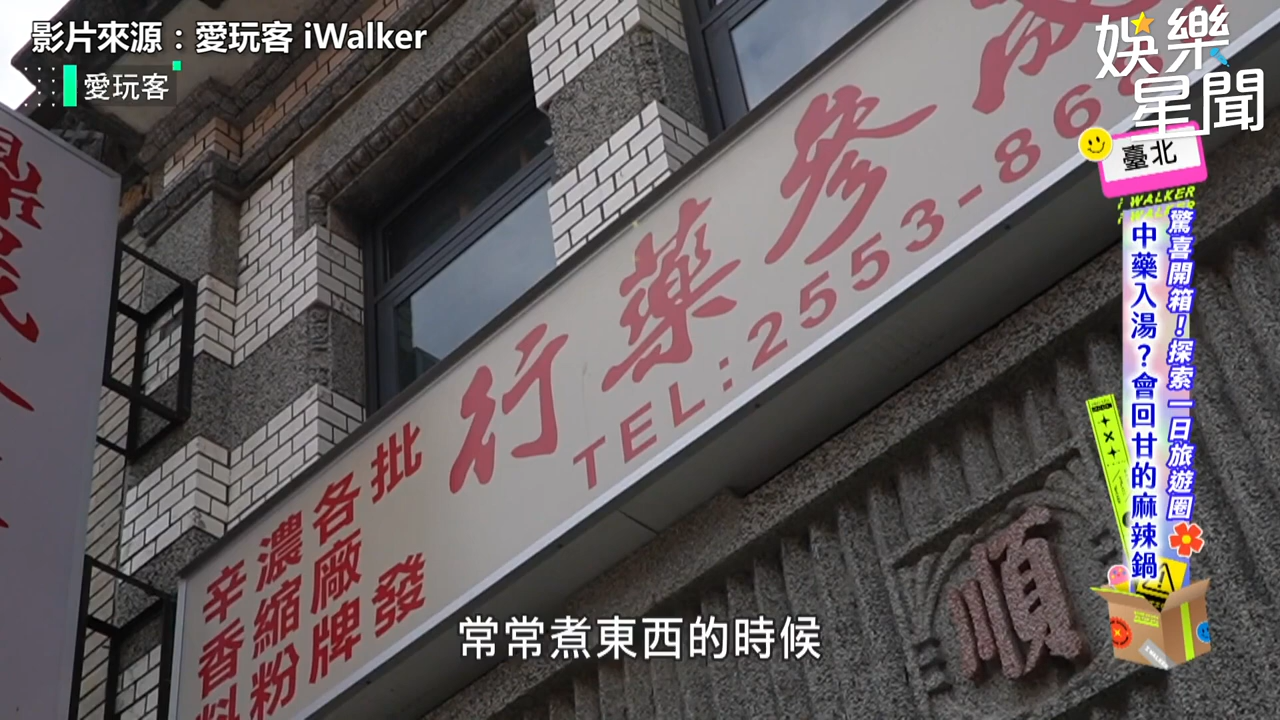 影片來源：愛玩客 iWalker
愛玩客
娛樂
星聞
臺北
I WALKER
I WALKER
驚喜開箱！探索一日旅遊圈
中藥入湯？會回甘的麻辣鍋
行藥參
TEL:2553-86
批發
各廠牌
濃縮粉
辛香料
順
常常煮東西的時候